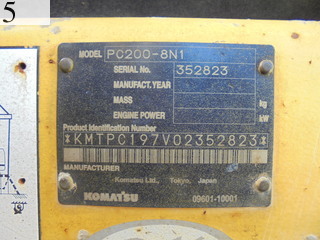 5
MODEL PC200-8N1
SERIAL No. 352823
MANUFACT.YEAR
MASS kg
ENGINE POWER kW
Product Identification Number
*KMTPC197V02352823*
MANUFACTURER
Komatsu Ltd., Tokyo, Japan
KOMATSU 09601-10001